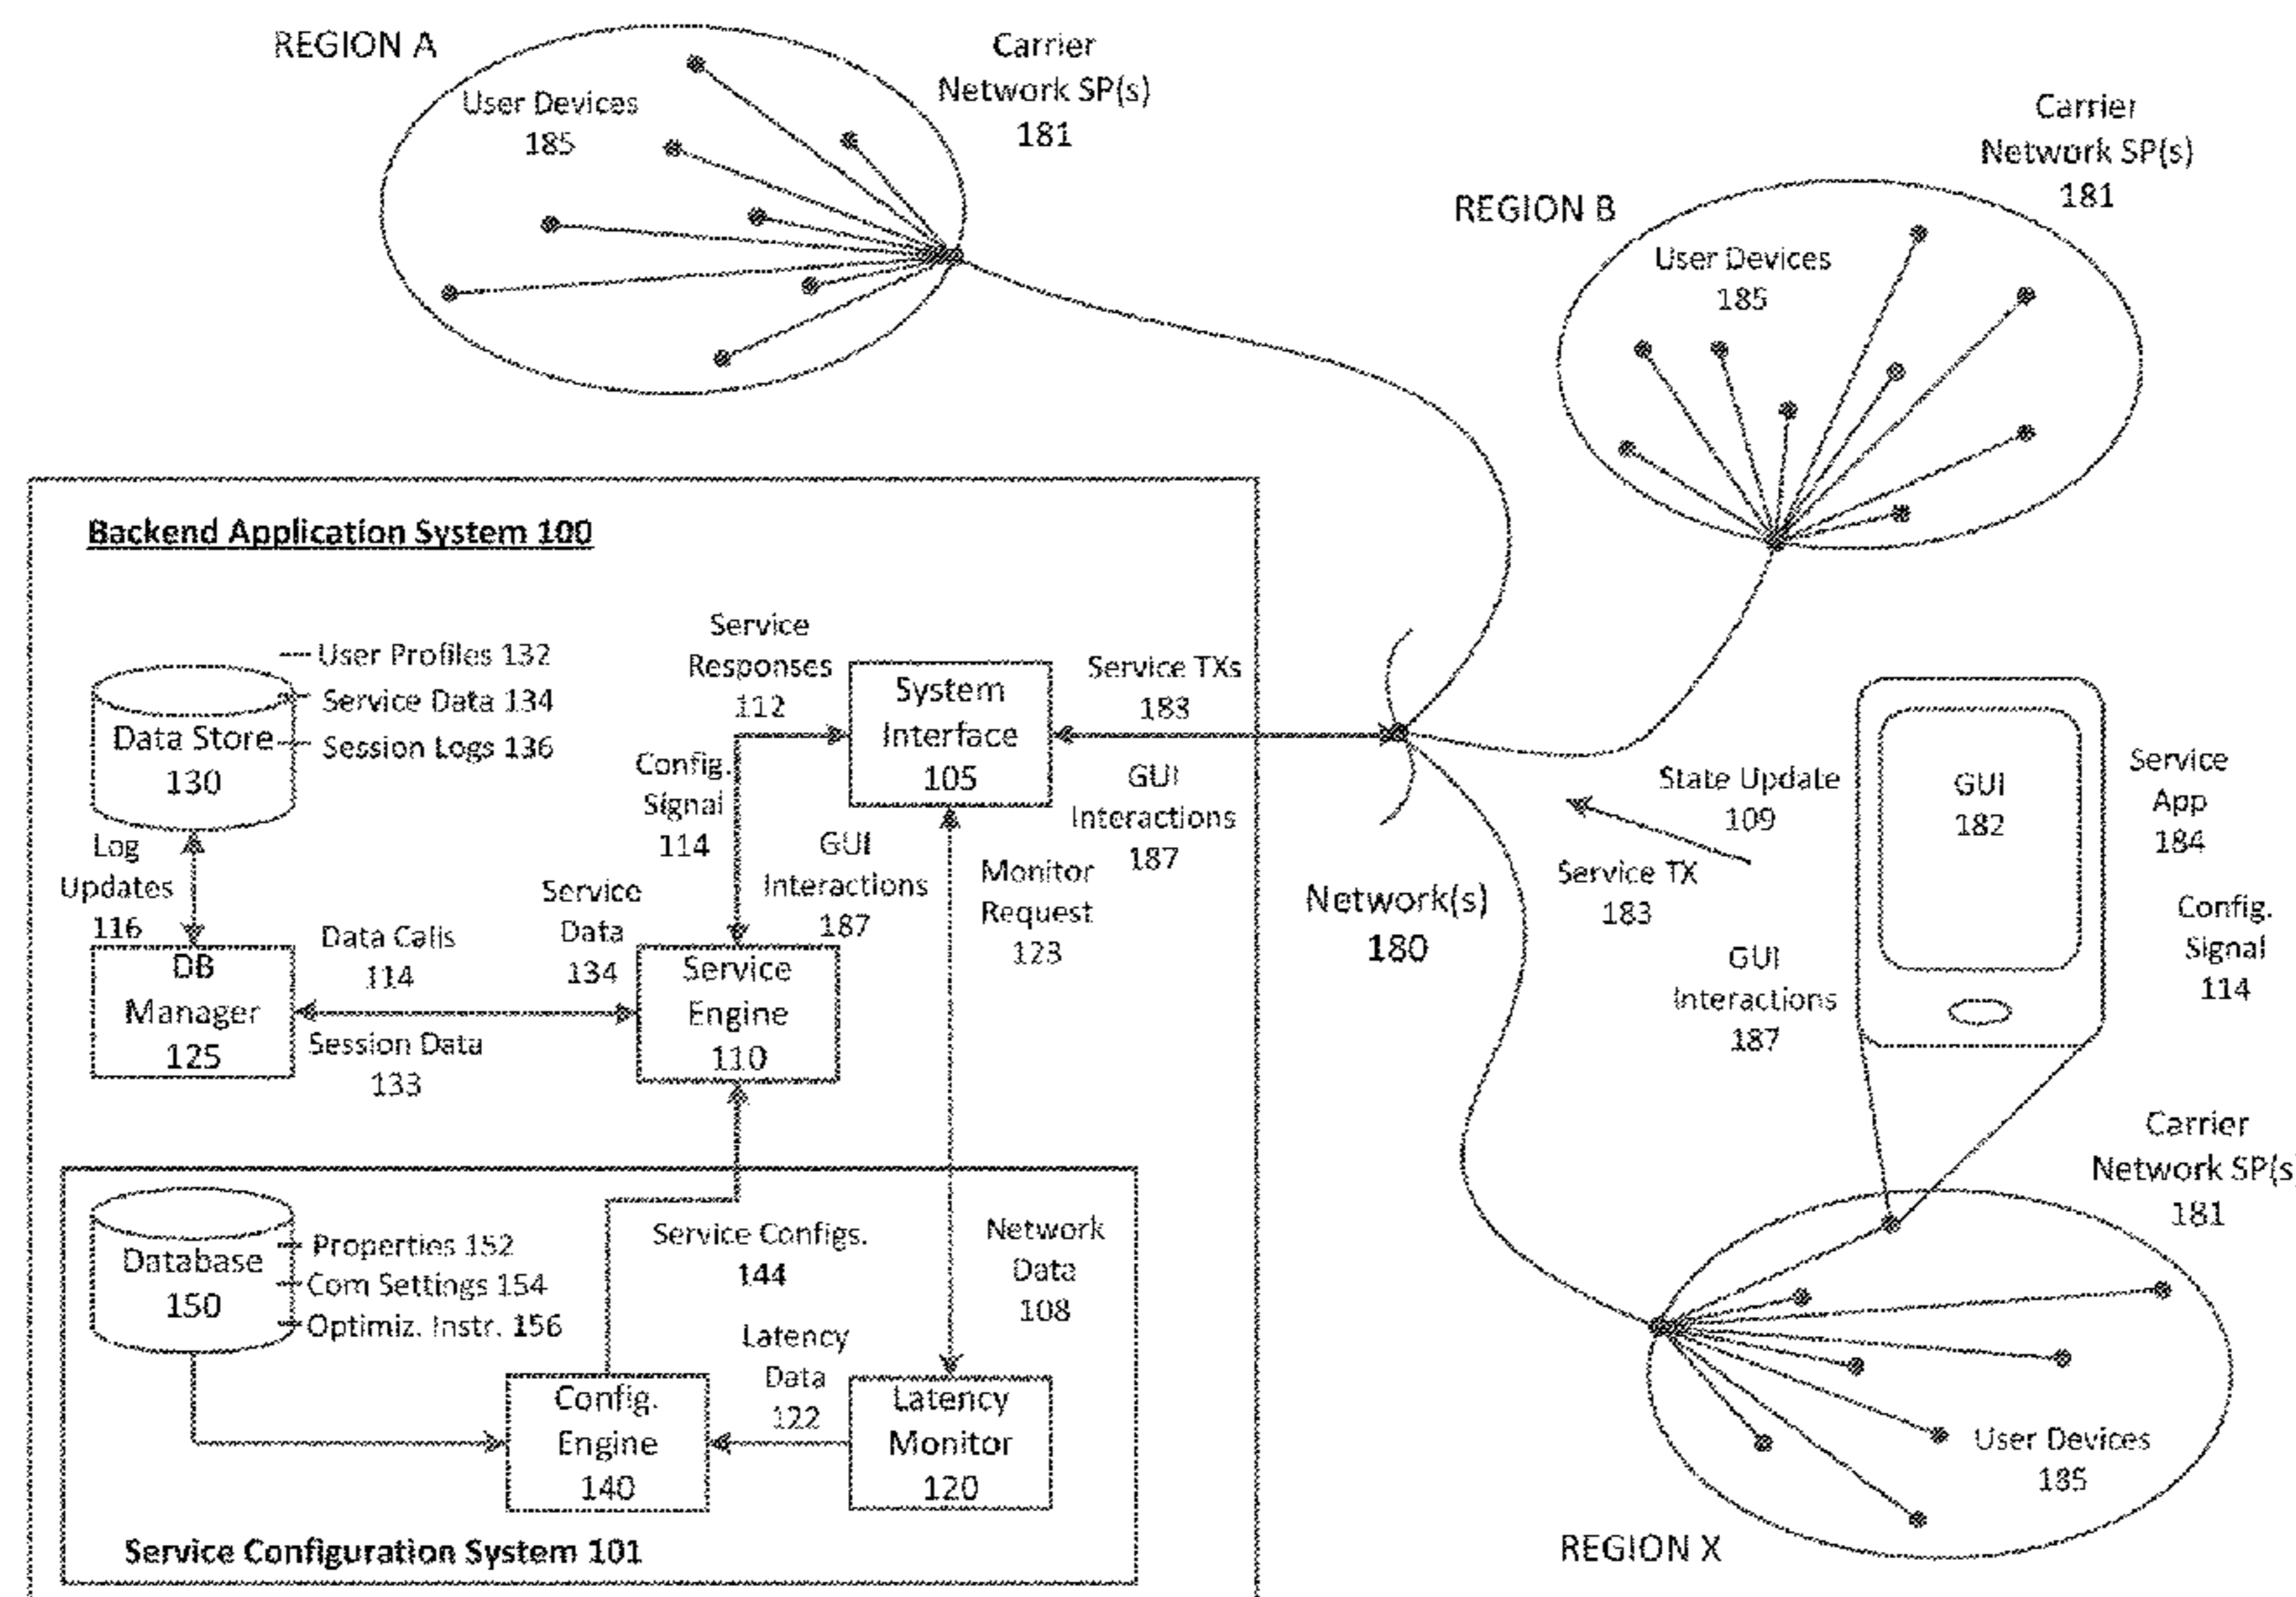 REGION A
User Devices
185
Carrier
Network SP(s)
181
REGION B
User Devices
185
Carrier
Network SP(s)
181
Backend Application System 100
User Profiles 132
Service Data 134
Session Logs 136
Data Store
130
Log
Updates
116
DB
Manager
125
Data Calls
114
Session Data
133
Service
Data
134
Service
Engine
110
Service
Responses
112
Config.
Signal
114
GUI
Interactions
187
System
Interface
105
Service TXs
183
GUI
Interactions
187
Monitor
Request
123
Network(s)
180
State Update
109
Service TX
183
GUI
Interactions
187
GUI
182
Service
App
184
Config.
Signal
114
Database
150
Properties 152
Com Settings 154
Optimiz. Instr. 156
Service Configs.
144
Network
Data
108
Latency
Data
122
Config.
Engine
140
Latency
Monitor
120
Service Configuration System 101
Carrier
Network SP(s)
181
User Devices
185
REGION X